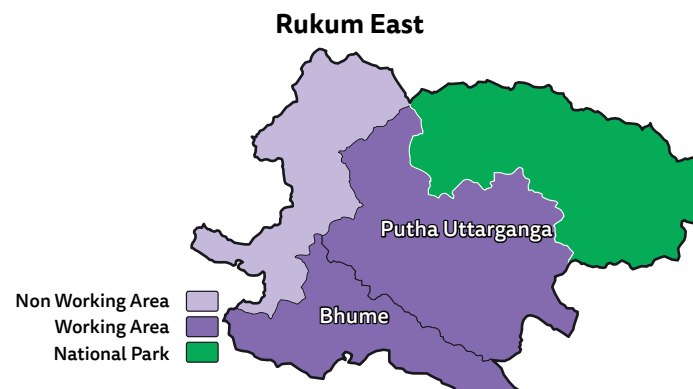 Rukum East
Putha Uttarganga
Bhume
Non Working Area
Working Area
National Park